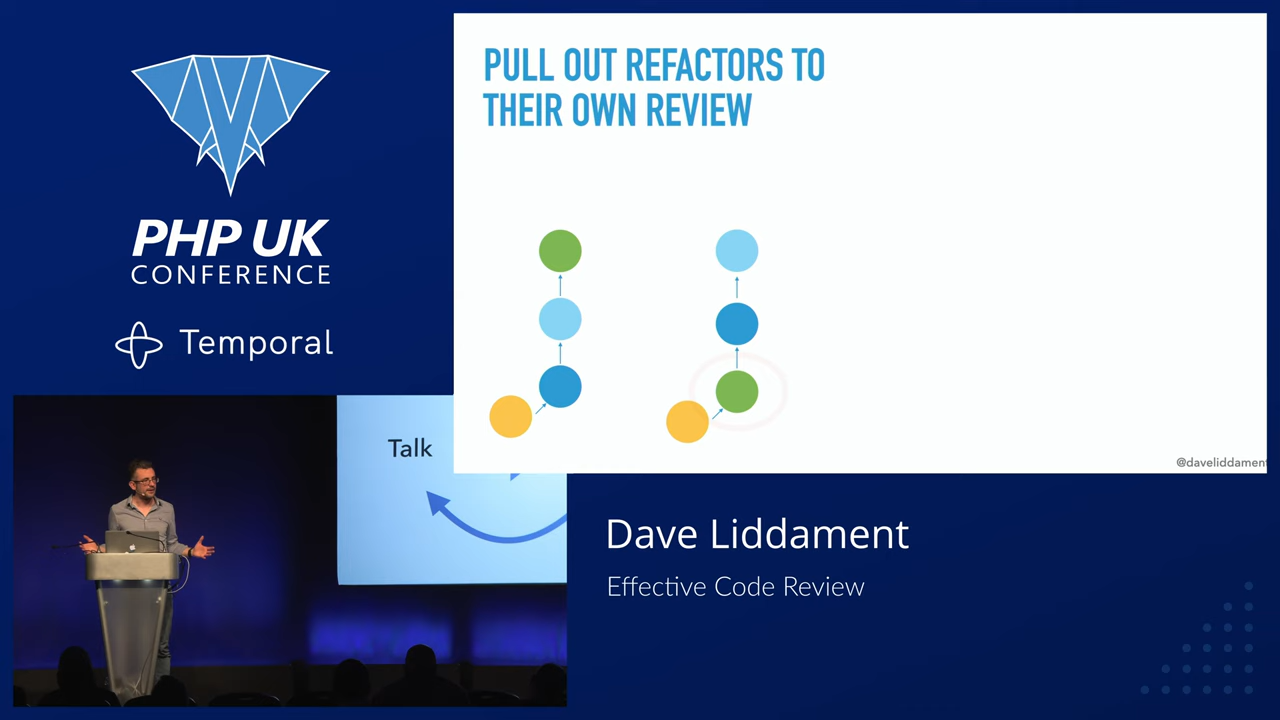 PULL OUT REFACTORS TO
THEIR OWN REVIEW
PHP UK
CONFERENCE
Temporal
Talk
@daveliddament
Dave Liddament
Effective Code Review